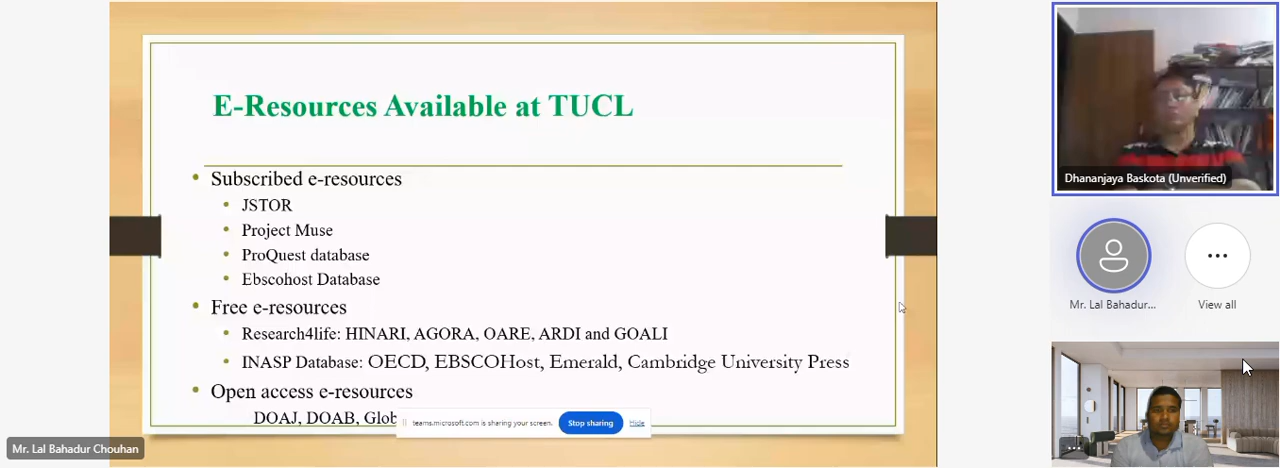 E-Resources Available at TUCL
Subscribed e-resources
JSTOR
Project Muse
ProQuest database
Ebscohost Database
Free e-resources
Research4life: HINARI, AGORA, OARE, ARDI and GOALI
INASP Database: OECD, EBSCOHost, Emerald, Cambridge University Press
Open access e-resources
DOAJ, DOAB, Glob
teams.microsoft.com is sharing your screen.
Stop sharing
Hide
Mr. Lal Bahadur Chouhan
Dhananjaya Baskota (Unverified)
Mr. Lal Bahadur...
View all